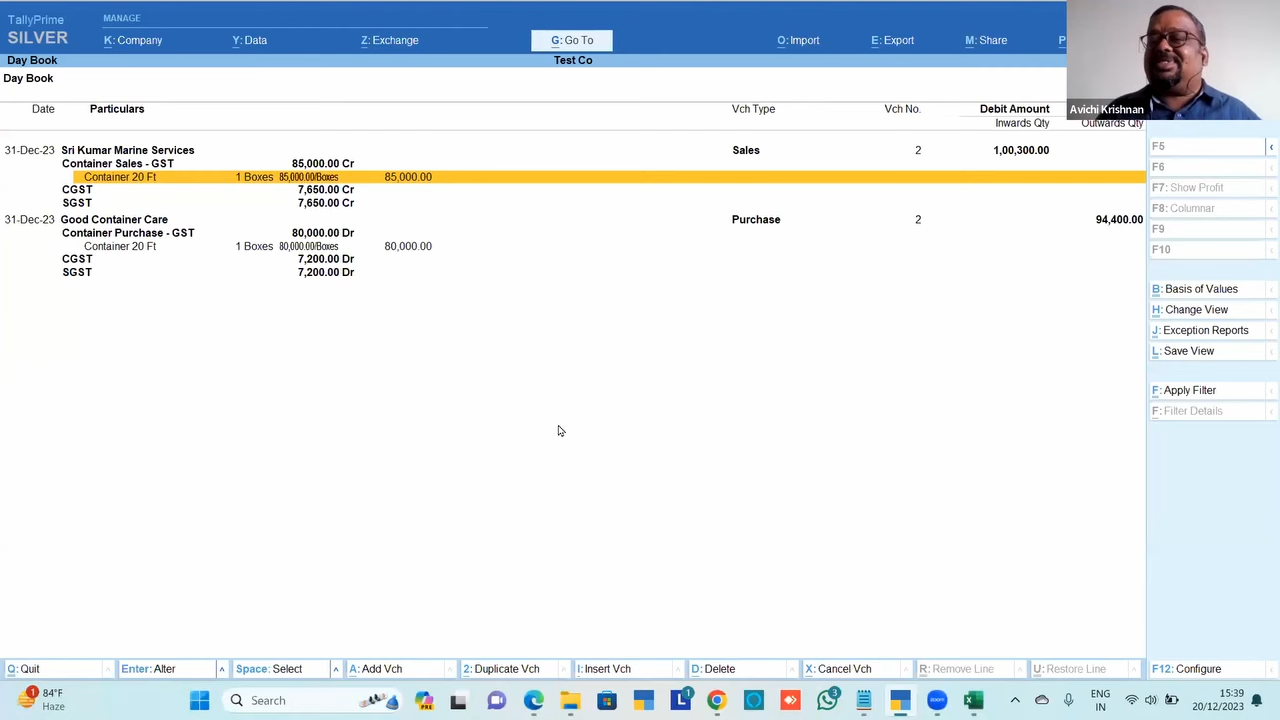 TallyPrime
SILVER
MANAGE
K: Company
Y: Data
Z: Exchange
G: Go To
O: Import
E: Export
M: Share
P
Day Book
Test Co
Day Book
Avichi Krishnan
Date Particulars Vch Type Vch No. Debit Amount
Inwards Qty Outwards Qty
31-Dec-23 Sri Kumar Marine Services Sales 2 1,00,300.00
Container Sales - GST 85,000.00 Cr
Container 20 Ft 1 Boxes 85,000.00/Boxes 85,000.00
CGST 7,650.00 Cr
SGST 7,650.00 Cr
31-Dec-23 Good Container Care Purchase 2 94,400.00
Container Purchase - GST 80,000.00 Dr
Container 20 Ft 1 Boxes 80,000.00/Boxes 80,000.00
CGST 7,200.00 Dr
SGST 7,200.00 Dr
F5
F6
F7: Show Profit
F8: Columnar
F9
F10
B: Basis of Values
H: Change View
J: Exception Reports
L: Save View
F: Apply Filter
F: Filter Details
Q: Quit
Enter: Alter
Space: Select
A: Add Vch
2: Duplicate Vch
I: Insert Vch
D: Delete
X: Cancel Vch
R: Remove Line
U: Restore Line
F12: Configure
1
84°F
Haze
Search
PRE
L
1
3
ENG
IN
15:39
20/12/2023